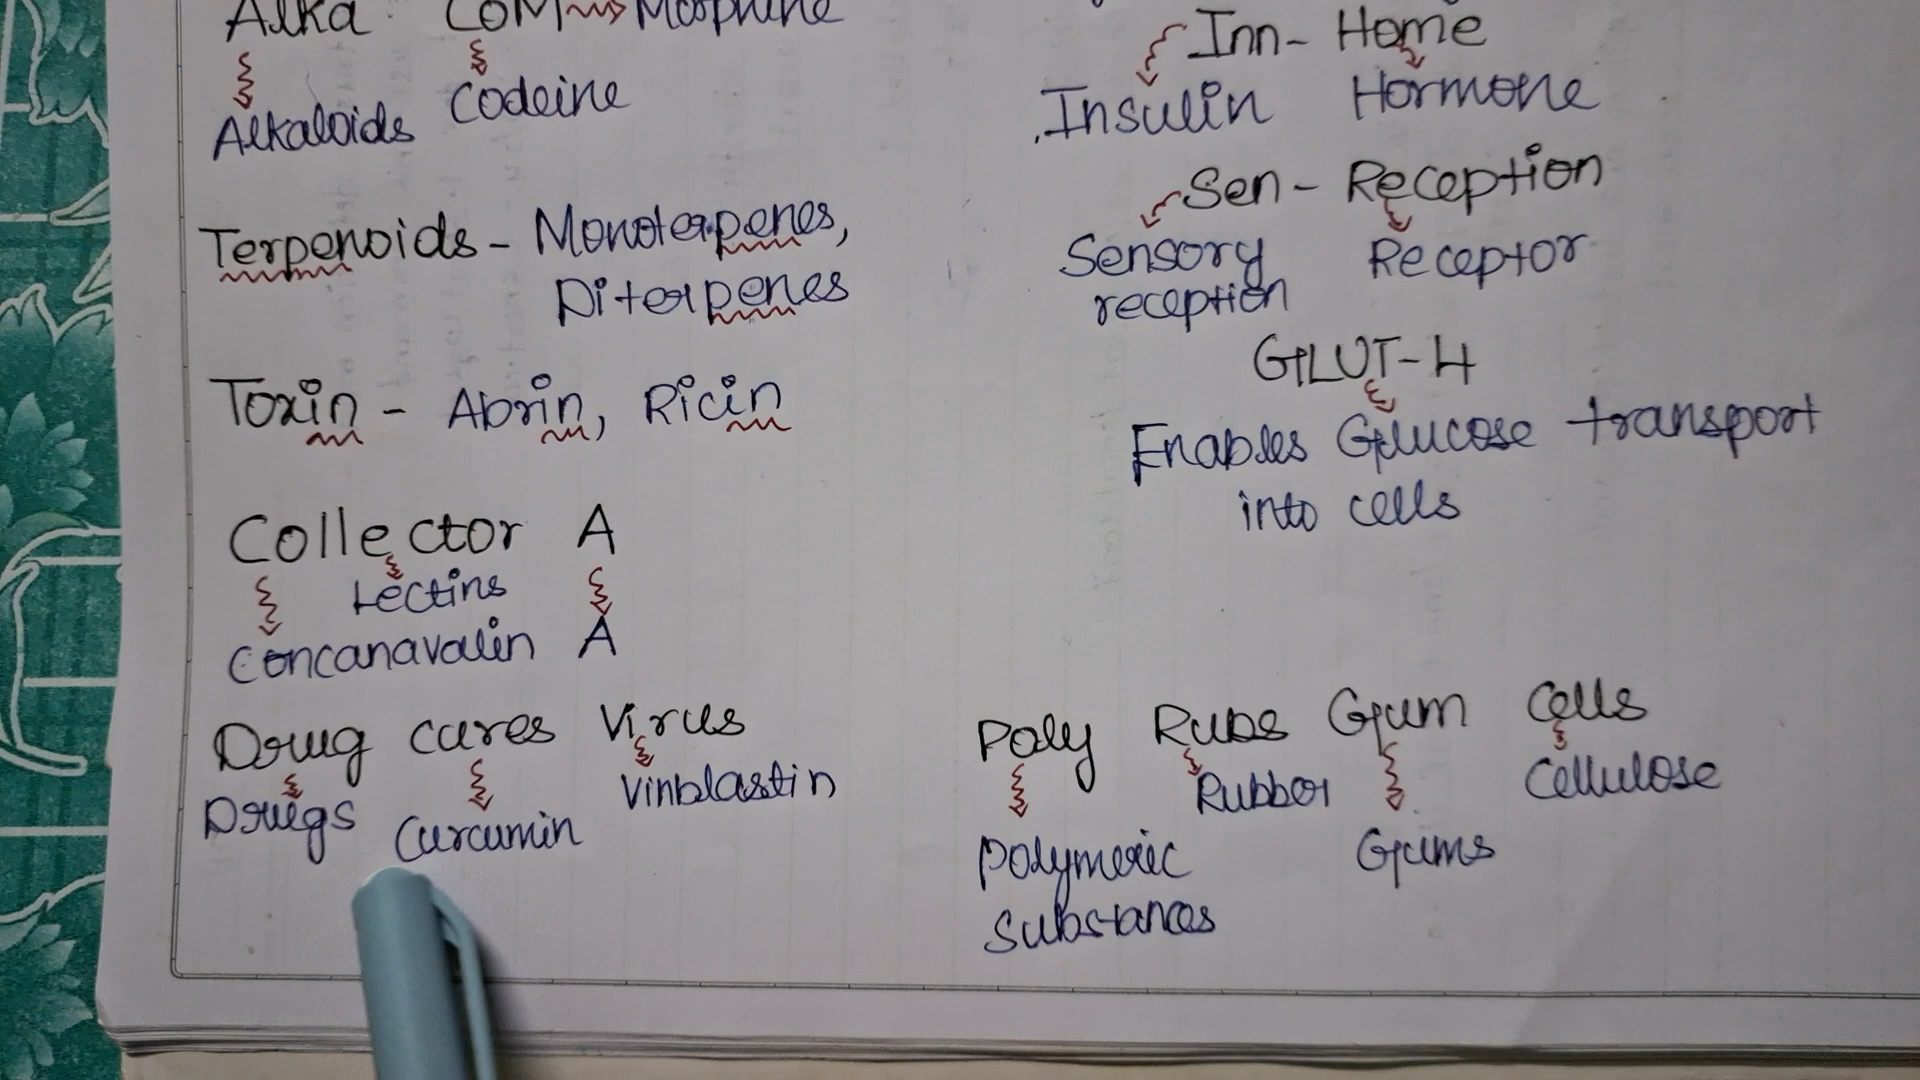 Alka CoM Morphine
Alkaloids Codeine
Terpenoids - Monoterpenes,
Diterpenes
Toxin - Abrin, Ricin
Collector A
Lectins
Concanavalin A
Drug cures Virus
Drugs Curcumin Vinblastin
Inn - Home
Insulin Hormone
Sen - Reception
Sensory Receptor
reception
GLUT-4
Enables Glucose transport
into cells
Poly Rubs Gum Cells
Rubber Cellulose
Polymeric Gums
Substances